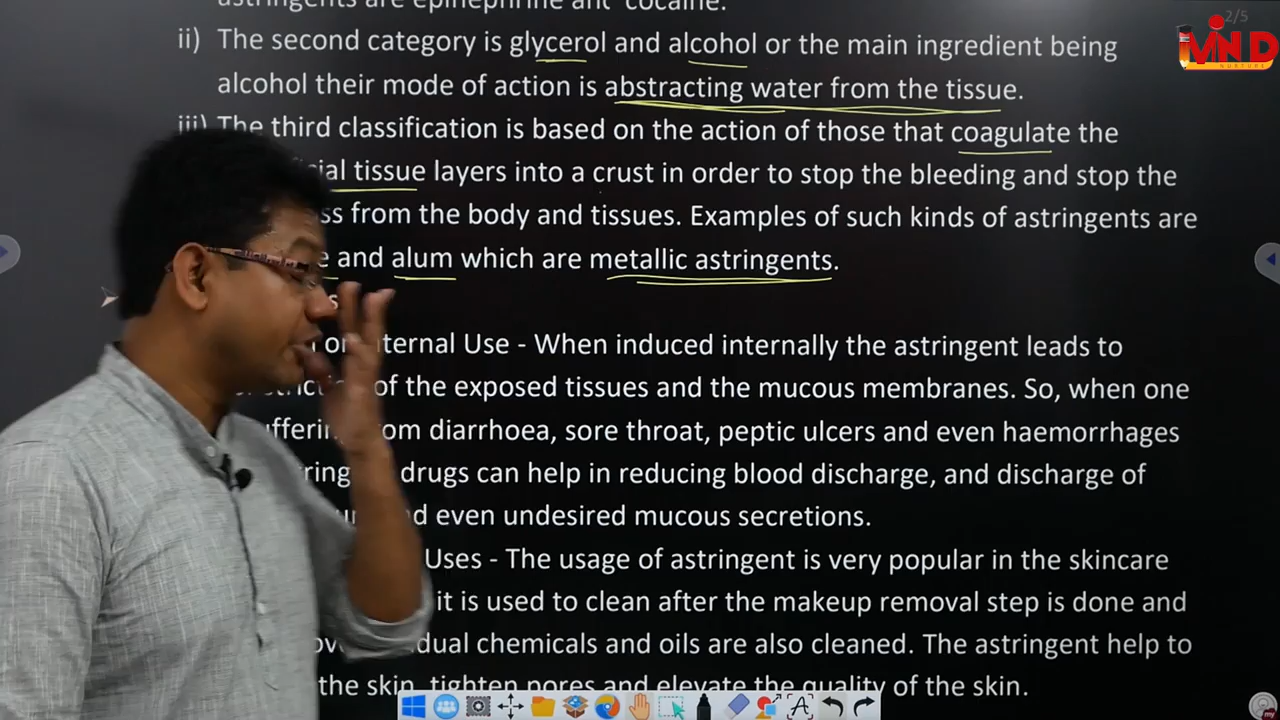 astringents are epinephrine cocaine.
2/5
MIND
NURTURE
ii) The second category is glycerol and alcohol or the main ingredient being
alcohol their mode of action is abstracting water from the tissue.
iii) The third classification is based on the action of those that coagulate the
tissue layers into a crust in order to stop the bleeding and stop the
from the body and tissues. Examples of such kinds of astringents are
and alum which are metallic astringents.
Use - When induced internally the astringent leads to
of the exposed tissues and the mucous membranes. So, when one
diarrhoea, sore throat, peptic ulcers and even haemorrhages
drugs can help in reducing blood discharge, and discharge of
even undesired mucous secretions.
Uses - The usage of astringent is very popular in the skincare
it is used to clean after the makeup removal step is done and
chemicals and oils are also cleaned. The astringent help to
the skin, tighten pores and elevate the quality of the skin.